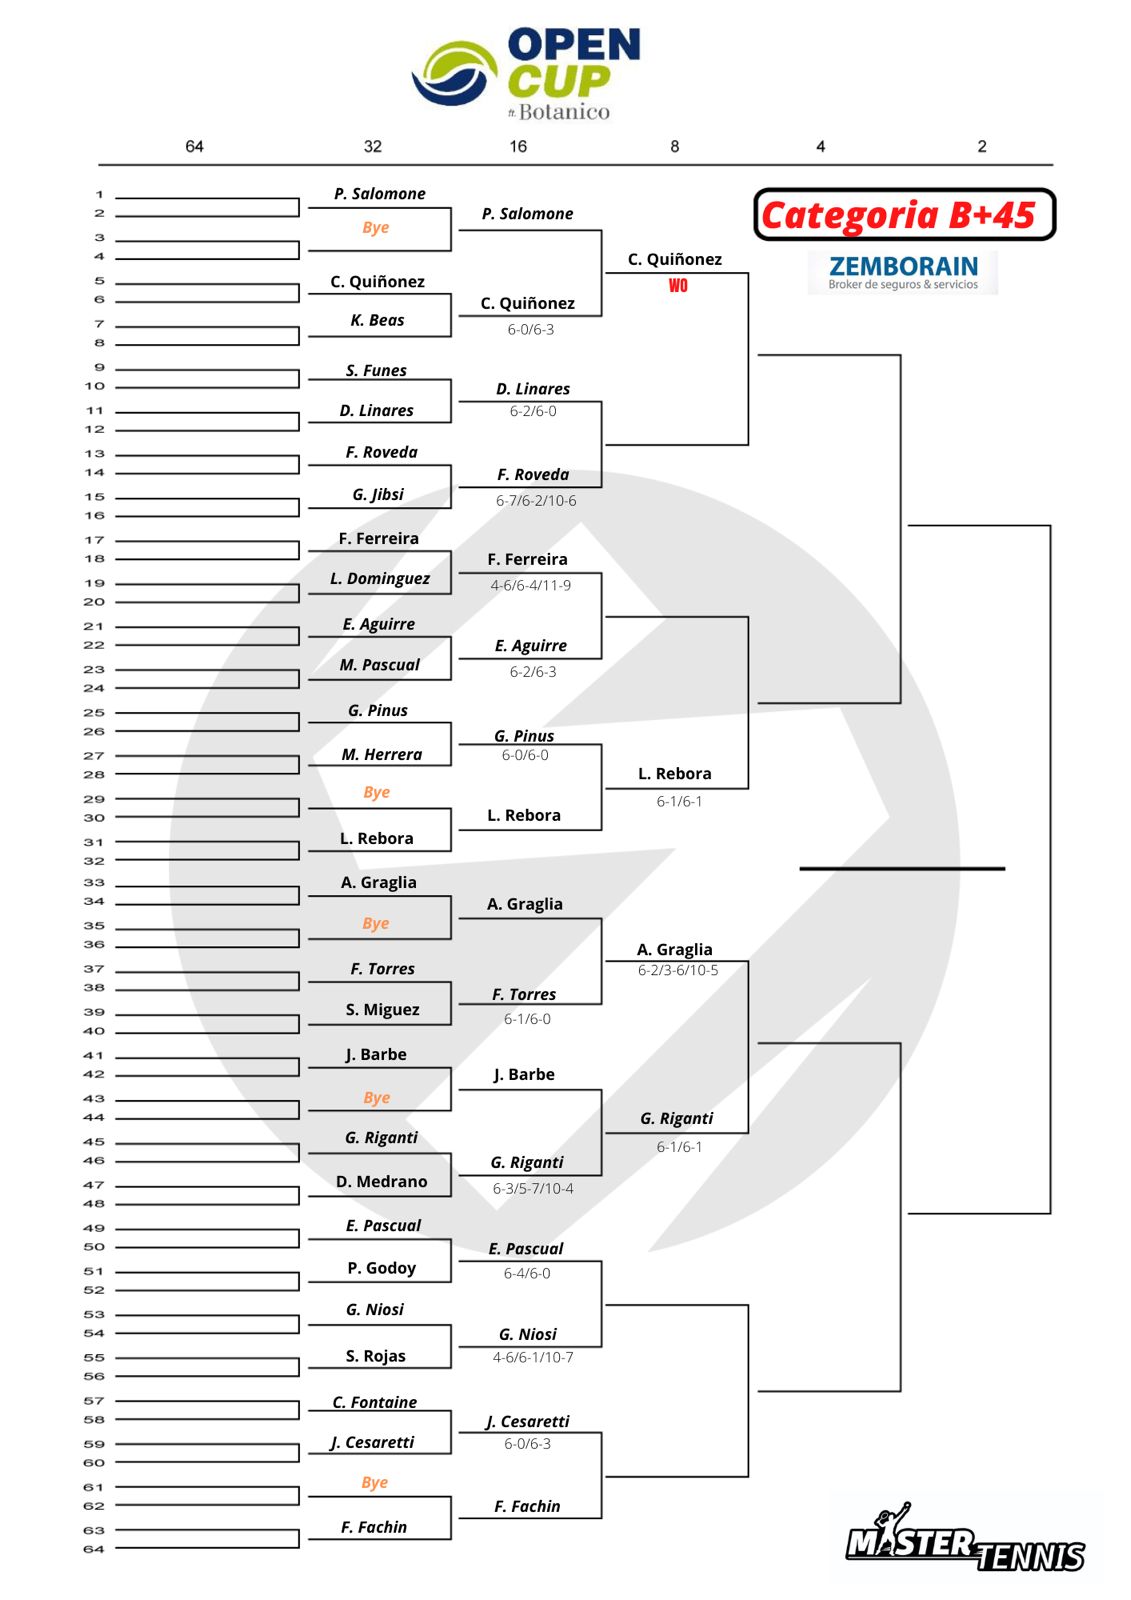 OPEN
CUP
ft. Botanico
64 32 16 8 4 2
Categoria B+45
ZEMBORAIN
Broker de seguros & servicios
1
2
3
4
5
6
7
8
9
10
11
12
13
14
15
16
17
18
19
20
21
22
23
24
25
26
27
28
29
30
31
32
33
34
35
36
37
38
39
40
41
42
43
44
45
46
47
48
49
50
51
52
53
54
55
56
57
58
59
60
61
62
63
64
P. Salomone
Bye
C. Quiñonez
K. Beas
S. Funes
D. Linares
F. Roveda
G. Jibsi
F. Ferreira
L. Dominguez
E. Aguirre
M. Pascual
G. Pinus
M. Herrera
Bye
L. Rebora
A. Graglia
Bye
F. Torres
S. Miguez
J. Barbe
Bye
G. Riganti
D. Medrano
E. Pascual
P. Godoy
G. Niosi
S. Rojas
C. Fontaine
J. Cesaretti
Bye
F. Fachin
P. Salomone
C. Quiñonez
6-0/6-3
D. Linares
6-2/6-0
F. Roveda
6-7/6-2/10-6
F. Ferreira
4-6/6-4/11-9
E. Aguirre
6-2/6-3
G. Pinus
6-0/6-0
L. Rebora
A. Graglia
F. Torres
6-1/6-0
J. Barbe
G. Riganti
6-3/5-7/10-4
E. Pascual
6-4/6-0
G. Niosi
4-6/6-1/10-7
J. Cesaretti
6-0/6-3
F. Fachin
C. Quiñonez
WO
L. Rebora
6-1/6-1
A. Graglia
6-2/3-6/10-5
G. Riganti
6-1/6-1
MASTER
TENNIS